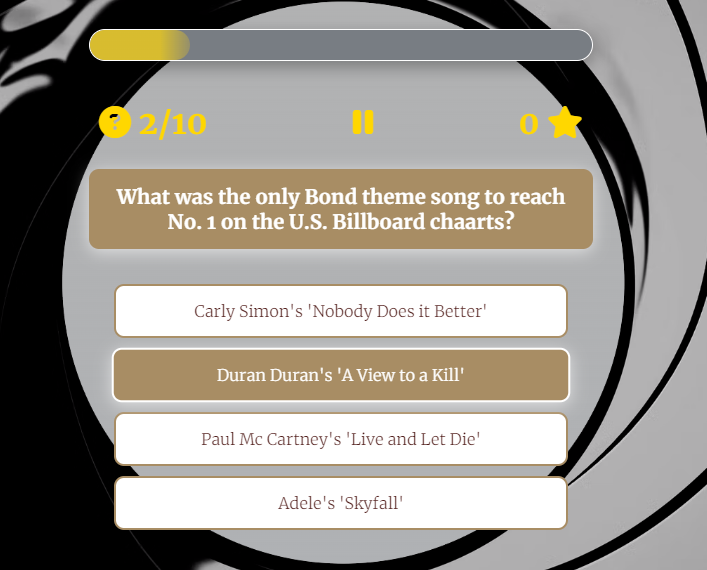 ? 2/10
0
What was the only Bond theme song to reach
No. 1 on the U.S. Billboard chaarts?
Carly Simon's 'Nobody Does it Better'
Duran Duran's 'A View to a Kill'
Paul Mc Cartney's 'Live and Let Die'
Adele's 'Skyfall'